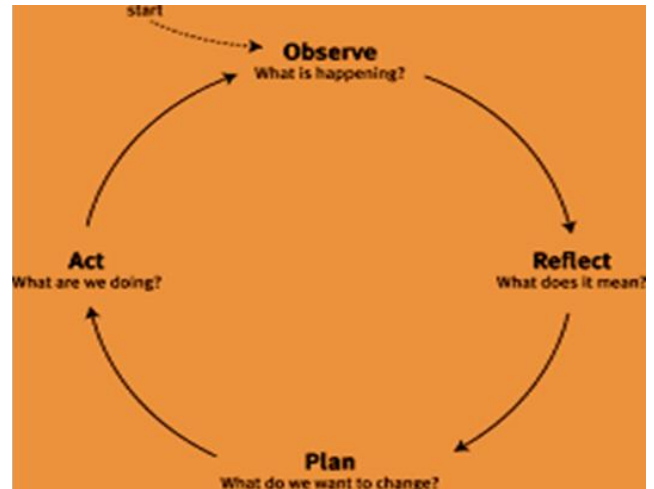 start
Observe
What is happening?
Reflect
What does it mean?
Plan
What do we want to change?
Act
What are we doing?